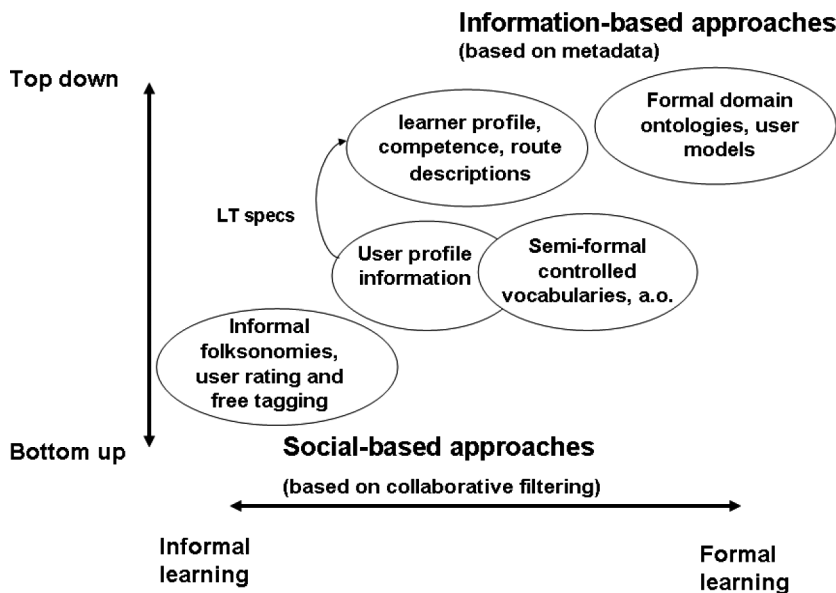 Information-based approaches
(based on metadata)
Top down
Formal domain
ontologies, user
models
learner profile,
competence, route
descriptions
LT specs
User profile
information
Semi-formal
controlled
vocabularies, a.o.
Informal
folksonomies,
user rating and
free tagging
Bottom up
Social-based approaches
(based on collaborative filtering)
Informal
learning
Formal
learning